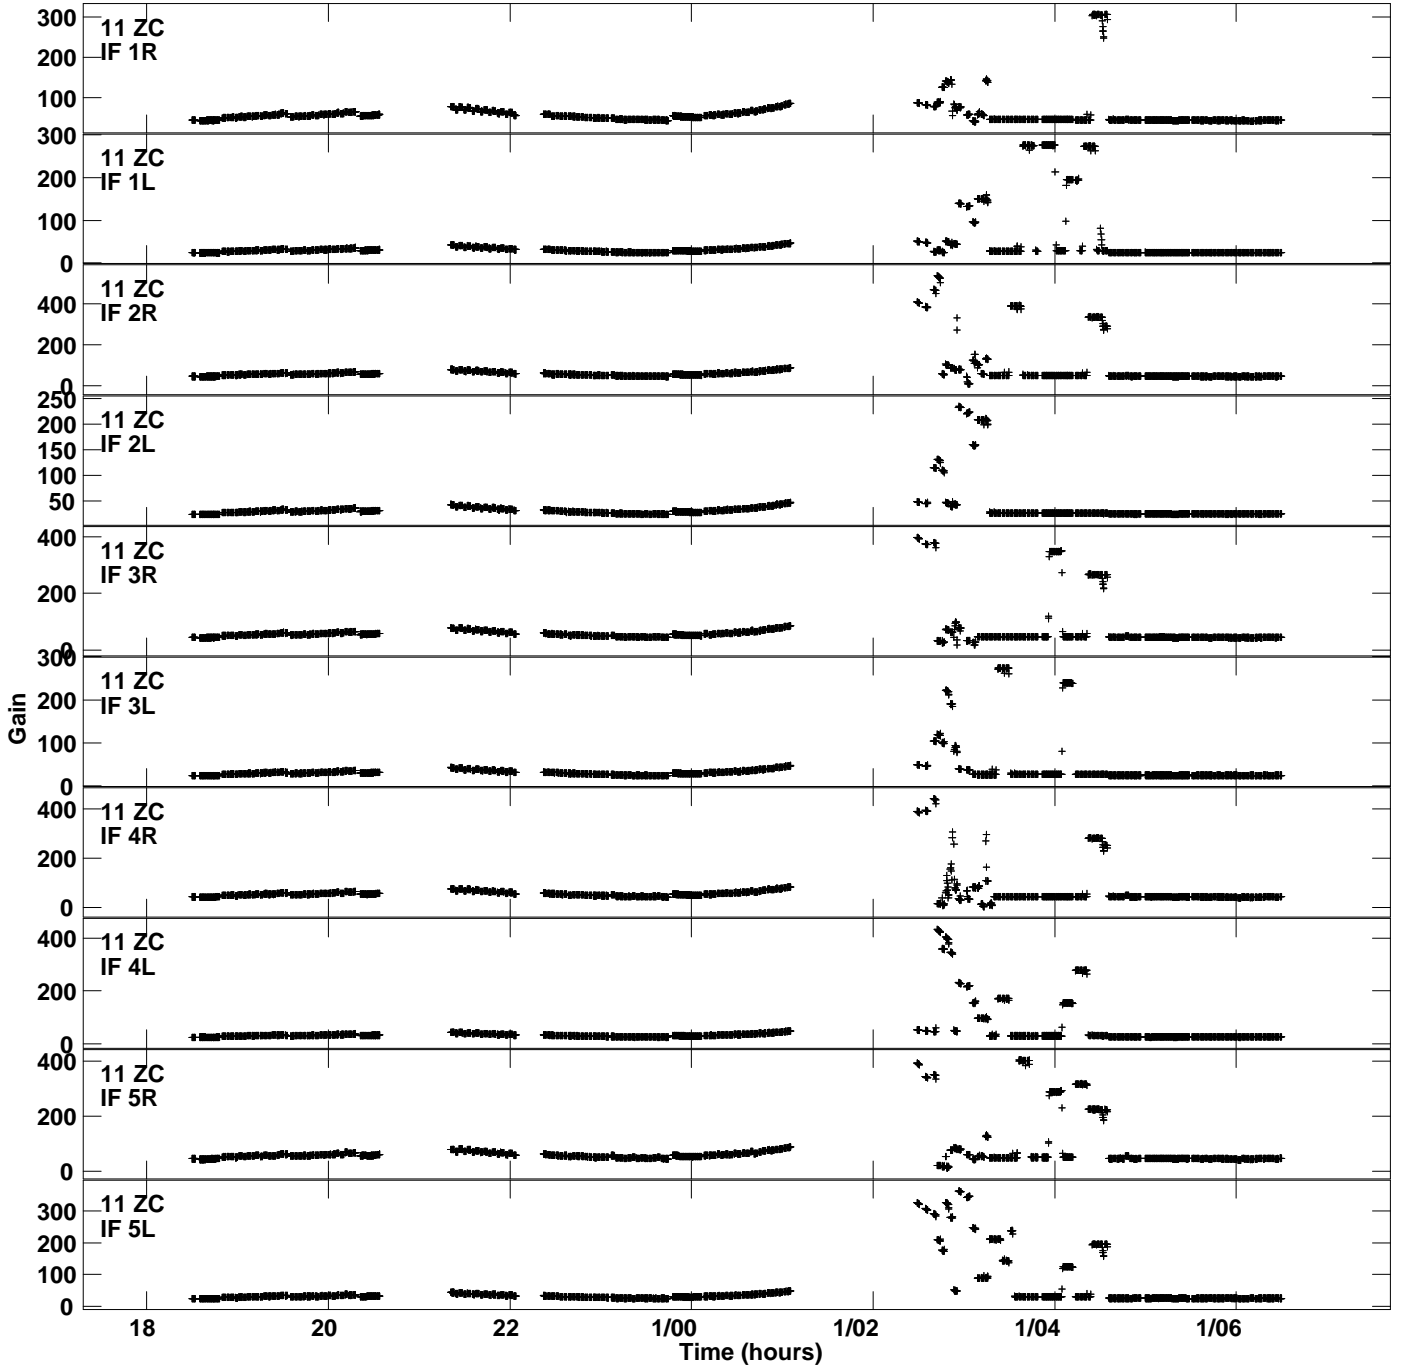 300
200
100
11 ZC
IF 1R
300
200
100
0
11 ZC
IF 1L
400
200
0
11 ZC
IF 2R
250
200
150
100
50
11 ZC
IF 2L
400
200
0
11 ZC
IF 3R
300
200
100
0
11 ZC
IF 3L
Gain
400
200
0
11 ZC
IF 4R
400
200
0
11 ZC
IF 4L
400
200
0
11 ZC
IF 5R
300
200
100
0
11 ZC
IF 5L
18 20 22 1/00 1/02 1/04 1/06
Time (hours)